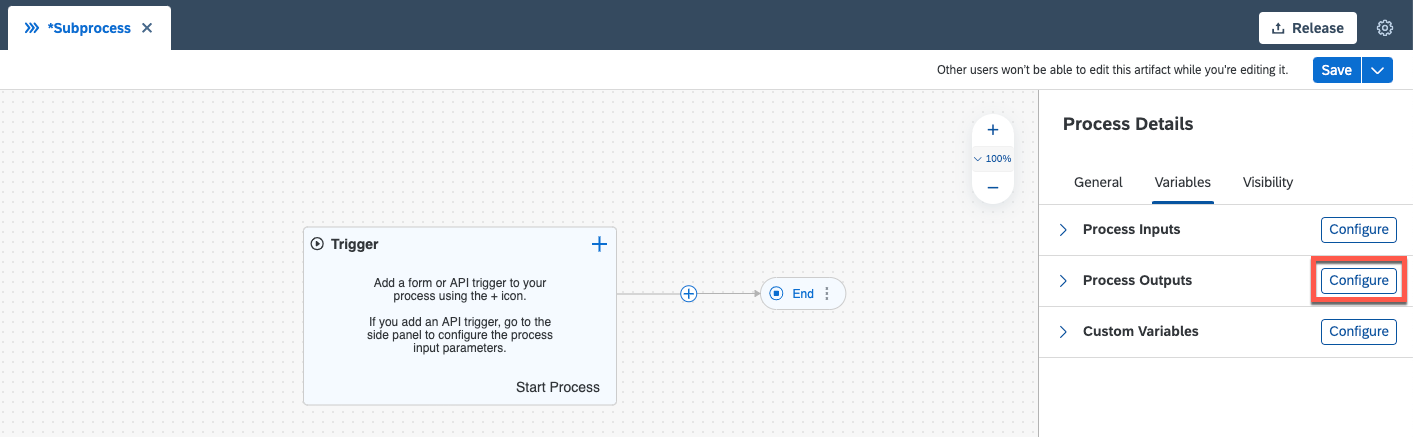 *Subprocess
Release
Other users won't be able to edit this artifact while you're editing it.
Save
100%
Trigger
Add a form or API trigger to your
process using the + icon.
If you add an API trigger, go to the
side panel to configure the process
input parameters.
Start Process
End
Process Details
General Variables Visibility
Process Inputs Configure
Process Outputs Configure
Custom Variables Configure